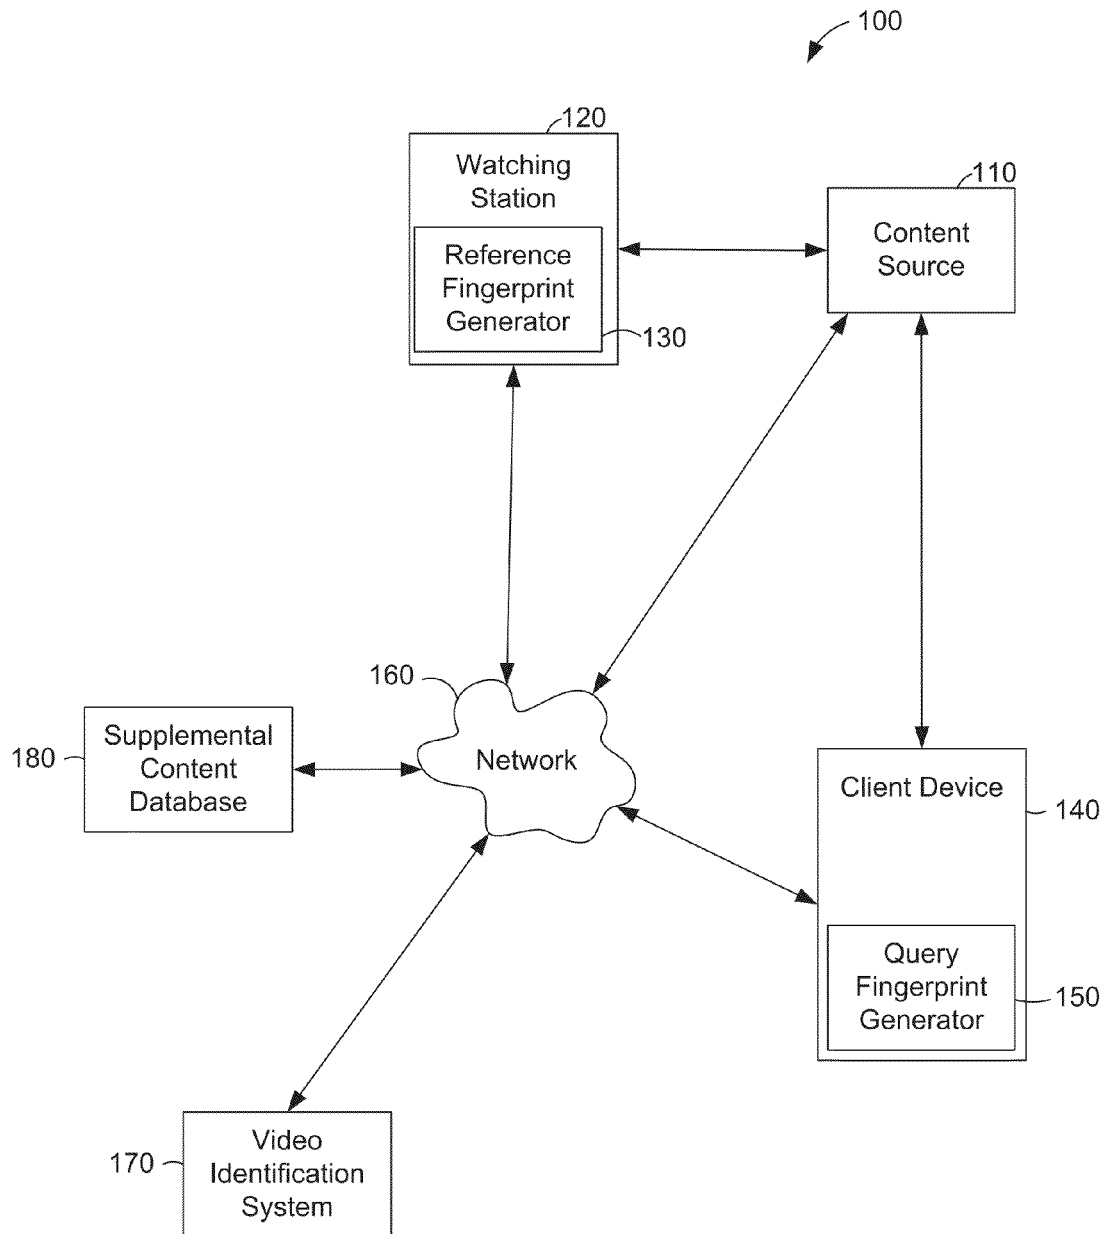 100
120
Watching
Station
110
Content
Source
Reference
Fingerprint
Generator
130
160
Network
180
Supplemental
Content
Database
Client Device
140
Query
Fingerprint
Generator
150
170
Video
Identification
System